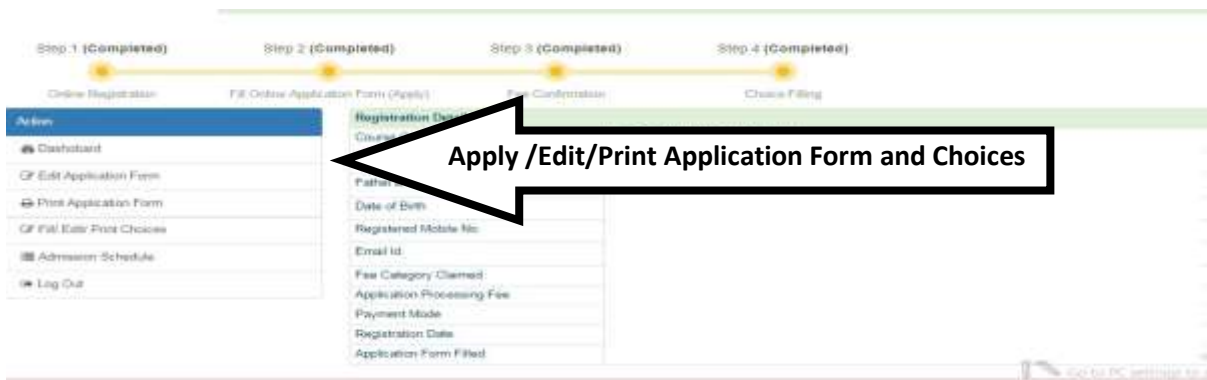 Step 1 (Completed)
Step 2 (Completed)
Step 3 (Completed)
Step 4 (Completed)
Online Registration
Fill Online Application Form (Apply)
Fee Confirmation
Choice Filling
Action
Dashobard
Edit Application Form
Print Application Form
Fill/ Edit/ Print Choices
Admission Schedule
Log Out
Registration
Course
Apply /Edit/Print Application Form and Choices
Date of Birth
Registered Mobile No
Email Id
Fee Category Claimed
Application Processing Fee
Payment Mode
Registration Date
Application Form Filled
Go to PC settings to